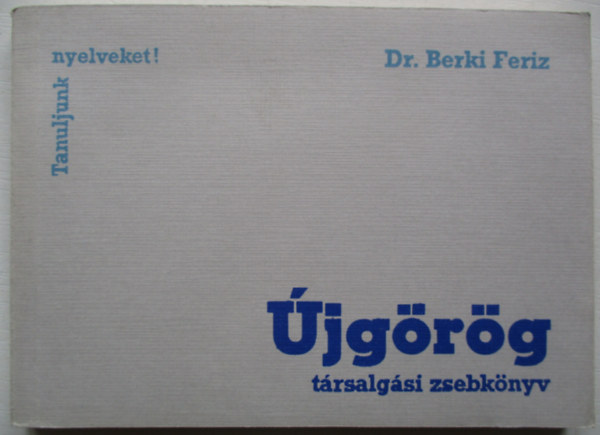 Tanuljunk
nyelveket!
Dr. Berki Feriz
Újgörög
társalgási zsebkönyv